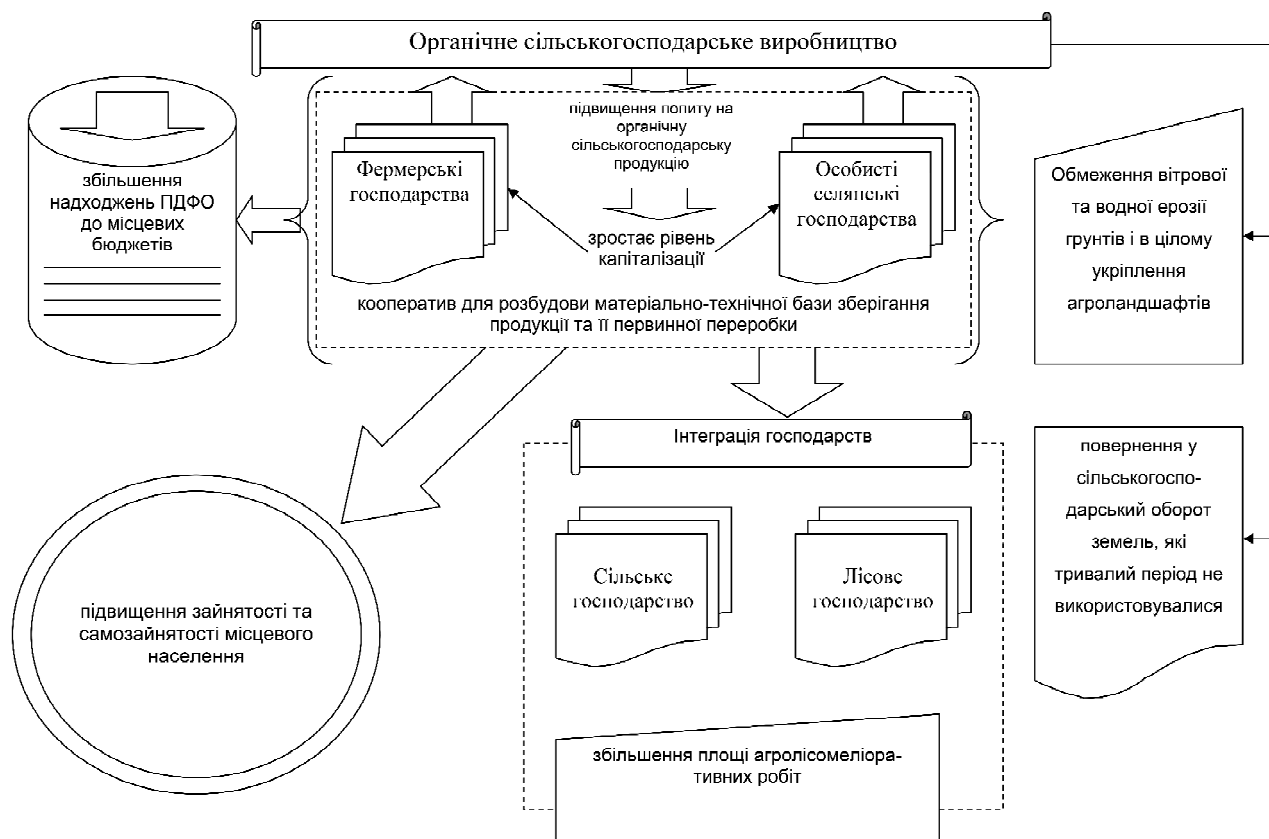 Органічне сільськогосподарське виробництво
збільшення
надходжень ПДФО
до місцевих
бюджетів
Фермерські
господарства
підвищення попиту на
органічну
сільськогосподарську
продукцію
Особисті
селянські
господарства
зростає рівень
капіталізації
кооператив для розбудови матеріально-технічної бази зберігання
продукції та її первинної переробки
Обмеження вітрової
та водної ерозії
грунтів і в цілому
укріплення
агроландшафтів
Інтеграція господарств
Сільське
господарство
Лісове
господарство
повернення у
сільськогоспо-
дарський оборот
земель, які
тривалий період не
використовувалися
підвищення зайнятості та
самозайнятості місцевого
населення
збільшення площі агролісомеліора-
тивних робіт